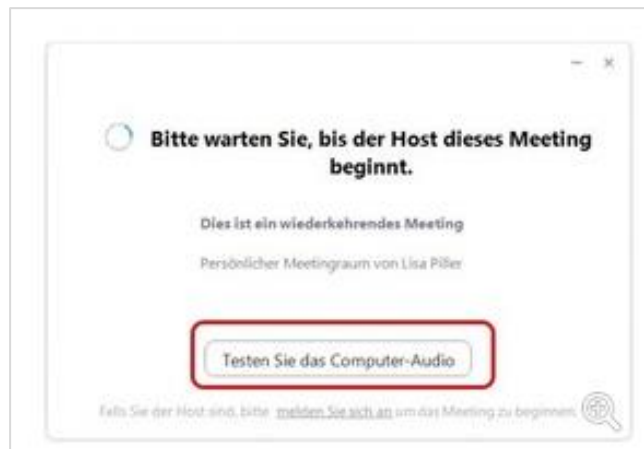 Bitte warten Sie, bis der Host dieses Meeting
beginnt.
Dies ist ein wiederkehrendes Meeting
Persönlicher Meetingraum von Lisa Piller
Testen Sie das Computer-Audio
Falls Sie der Host sind, bitte melden Sie sich an um das Meeting zu beginnen.